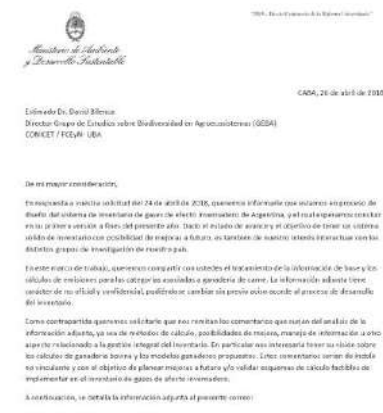 "2018 - Año del Centenario de la Reforma Universitaria"
Ministerio de Ambiente
y Desarrollo Sustentable
CABA, 26 de abril de 2018
Estimado Dr. David Bilenca
Director Grupo de Estudios sobre Biodiversidad en Agroecosistemas (GEBA)
CONICET / FCEyN- UBA
De mi mayor consideración,
En respuesta a vuestra solicitud del 24 de abril de 2018, queremos informarle que estamos en proceso de
diseño del sistema de inventario de gases de efecto invernadero de Argentina, y el cual esperamos concluir
en su primera versión a fines del presente año. Dado el estado de avance y el objetivo de tener un sistema
sólido de inventario con posibilidad de mejoras a futuro, es también de nuestro interés interactuar con los
distintos grupos de investigación de nuestro país.
En este marco de trabajo, queremos compartir con ustedes el tratamiento de la información de base y los
cálculos de emisiones para las categorías asociadas a ganadería de carne. La información adjunta tiene
carácter de no oficial y confidencial, pudiéndose cambiar sin previo aviso acorde al proceso de desarrollo
del inventario.
Como contrapartida queremos solicitarle que nos remitan los comentarios que surjan del análisis de la
información adjunta, ya sea de métodos de cálculo, posibilidades de mejora, manejo de información u otro
aspecto relacionado a la gestión integral del inventario. En particular nos interesaría tener su visión sobre
los cálculos de ganadería bovina y los modelos ganaderos propuestos. Estos comentarios serían de índole
no vinculante y con el objetivo de planear mejoras a futuro y/o validar esquemas de cálculo factibles de
implementar en el inventario de gases de efecto invernadero.
A continuación, se detalla la información adjunta al presente correo: